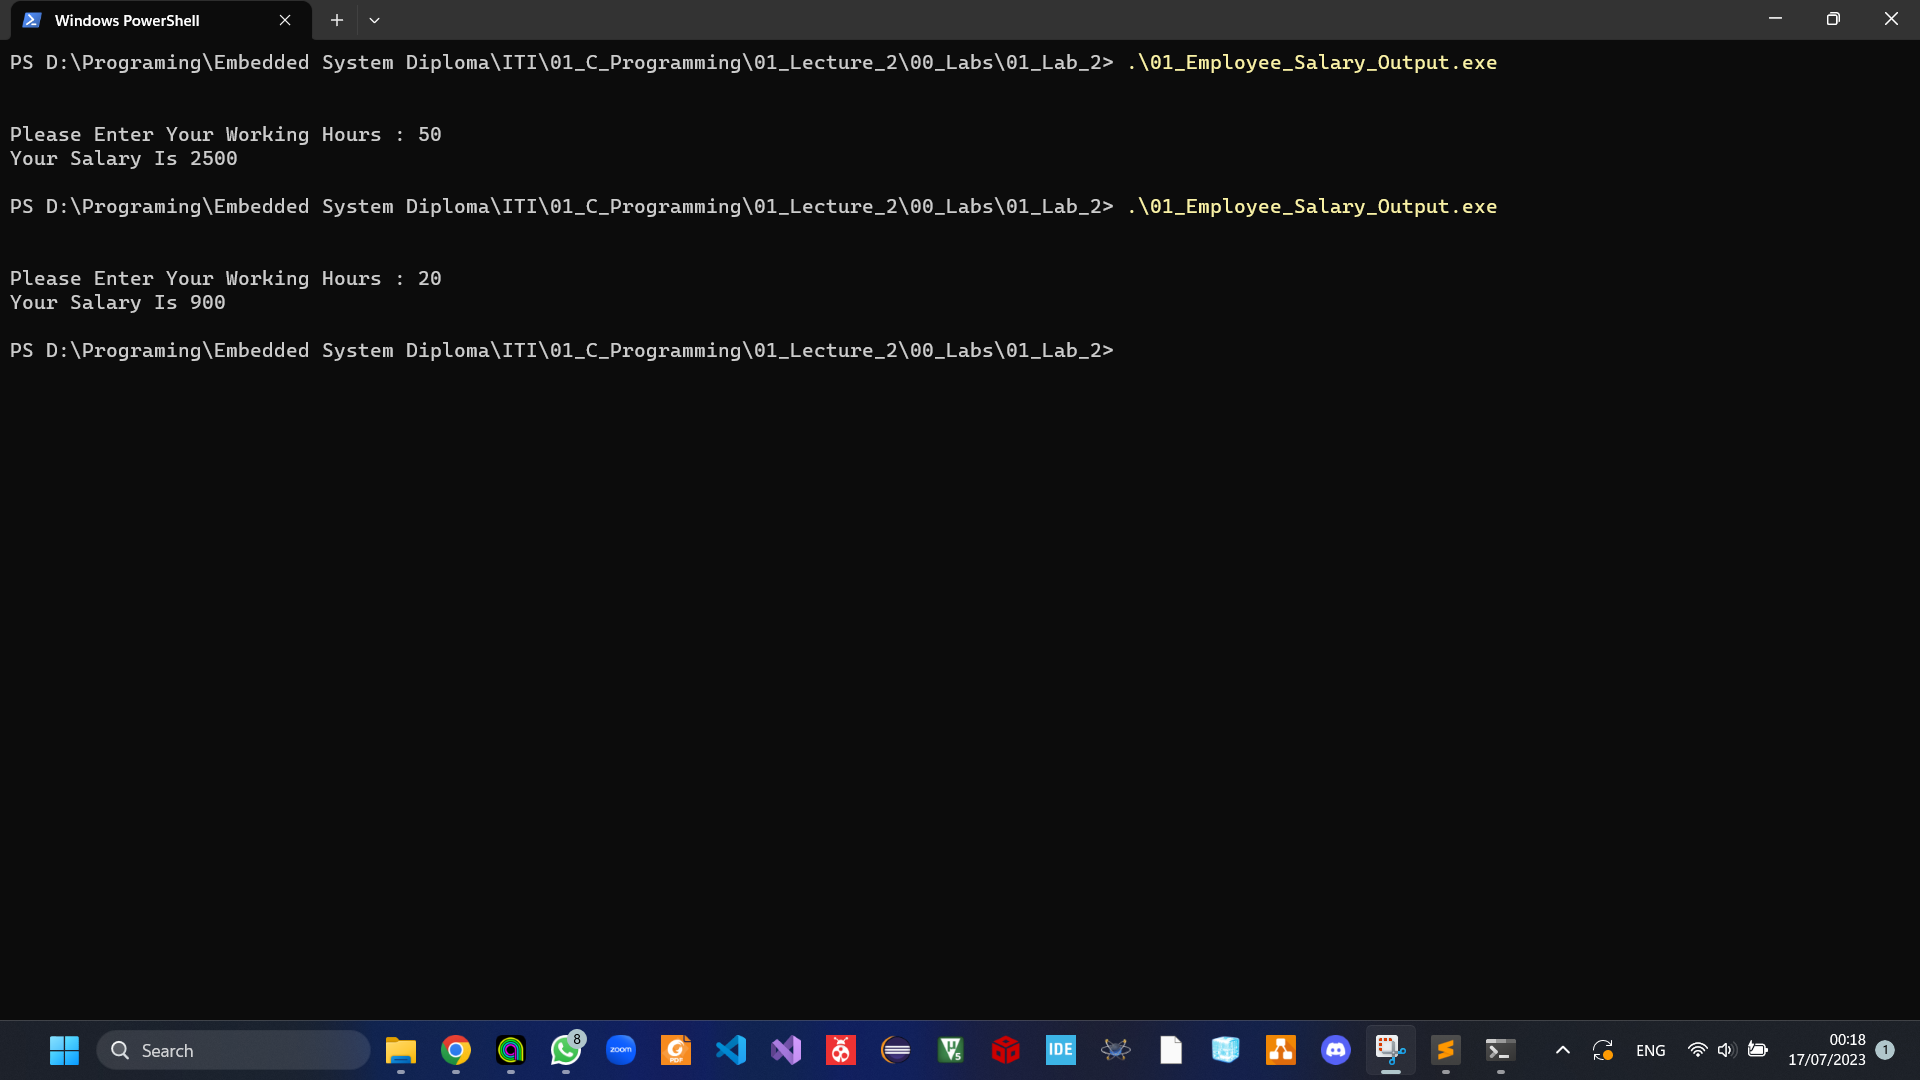 Windows PowerShell
PS D:\Programing\Embedded System Diploma\ITI\01_C_Programming\01_Lecture_2\00_Labs\01_Lab_2> .\01_Employee_Salary_Output.exe
Please Enter Your Working Hours : 50
Your Salary Is 2500
PS D:\Programing\Embedded System Diploma\ITI\01_C_Programming\01_Lecture_2\00_Labs\01_Lab_2> .\01_Employee_Salary_Output.exe
Please Enter Your Working Hours : 20
Your Salary Is 900
PS D:\Programing\Embedded System Diploma\ITI\01_C_Programming\01_Lecture_2\00_Labs\01_Lab_2>
Search
8
zoom
PDF
V5
IDE
ENG
00:18
17/07/2023
1